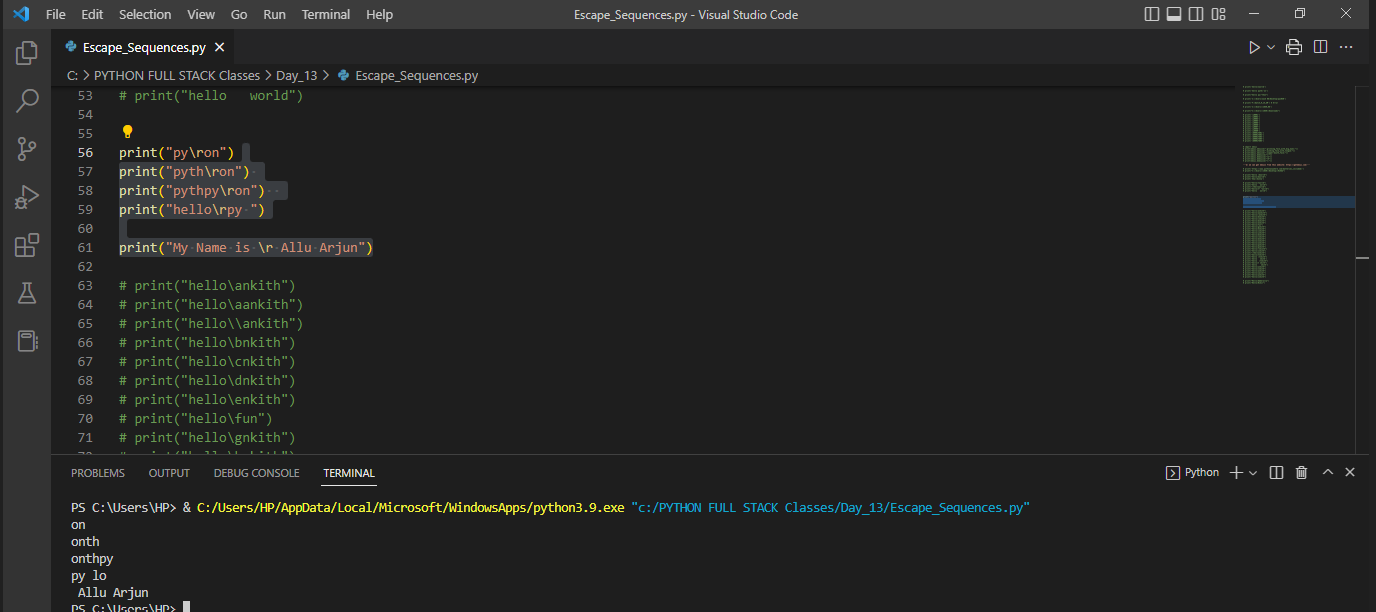 File Edit Selection View Go Run Terminal Help Escape_Sequences.py - Visual Studio Code
Escape_Sequences.py
C: > PYTHON FULL STACK Classes > Day_13 > Escape_Sequences.py
53 # print("hello   world")
54
55
56 print("py\ron")
57 print("pyth\ron")
58 print("pythpy\ron")
59 print("hello\rpy ")
60
61 print("My Name is \r Allu Arjun")
62
63 # print("hello\ankith")
64 # print("hello\aankith")
65 # print("hello\\ankith")
66 # print("hello\bnkith")
67 # print("hello\cnkith")
68 # print("hello\dnkith")
69 # print("hello\enkith")
70 # print("hello\fun")
71 # print("hello\gnkith")
PROBLEMS OUTPUT DEBUG CONSOLE TERMINAL Python
PS C:\Users\HP> & C:/Users/HP/AppData/Local/Microsoft/WindowsApps/python3.9.exe "c:/PYTHON FULL STACK Classes/Day_13/Escape_Sequences.py"
on
onth
onthpy
py lo
 Allu Arjun
PS C:\Users\HP>